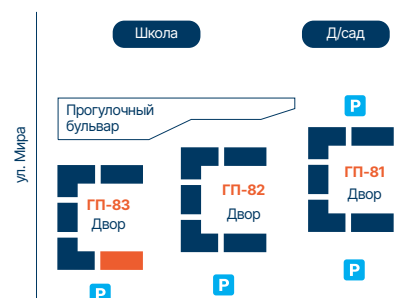 Школа
Д/сад
P
Прогулочный
бульвар
ул. Мира
ГП-81
Двор
ГП-82
Двор
ГП-83
Двор
P
P
P